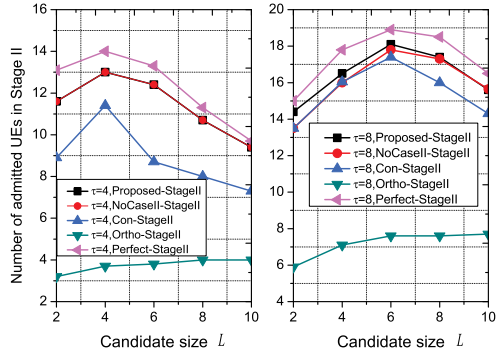 Number of admitted UEs in Stage II
16
14
12
10
8
6
4
2
2 4 6 8 10
Candidate size L
τ=4,Proposed-StageII
τ=4,NoCaseII-StageII
τ=4,Con-StageII
τ=4,Ortho-StageII
τ=4,Perfect-StageII
20
18
16
14
12
10
8
6
4
2 4 6 8 10
Candidate size L
τ=8,Proposed-StageII
τ=8,NoCaseII-StageII
τ=8,Con-StageII
τ=8,Ortho-StageII
τ=8,Perfect-StageII